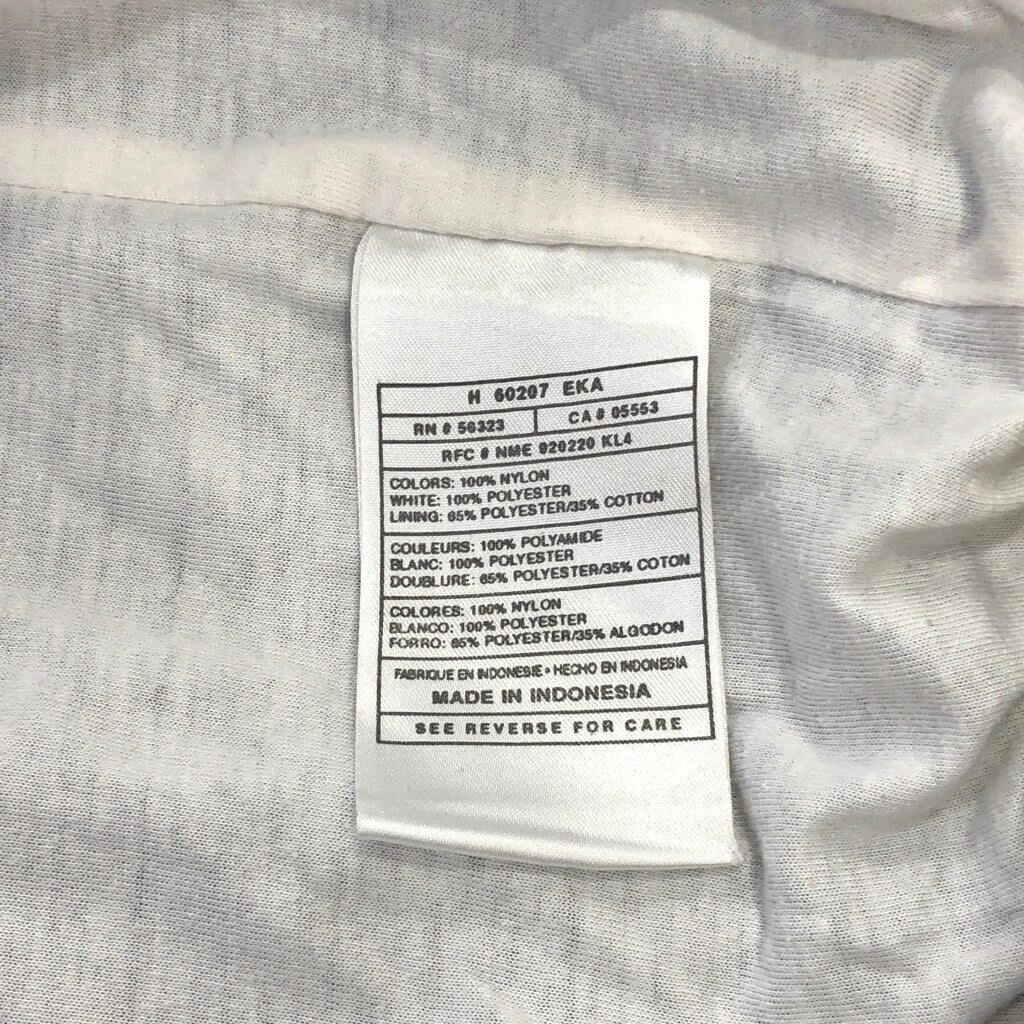 H 60207 EKA
RN # 56323 CA # 05553
RFC # NME 920220 KL4
COLORS: 100% NYLON
WHITE: 100% POLYESTER
LINING: 65% POLYESTER/35% COTTON
COULEURS: 100% POLYAMIDE
BLANC: 100% POLYESTER
DOUBLURE: 65% POLYESTER/35% COTON
COLORES: 100% NYLON
BLANCO: 100% POLYESTER
FORRO: 65% POLYESTER/35% ALGODON
FABRIQUE EN INDONESIE • HECHO EN INDONESIA
MADE IN INDONESIA
SEE REVERSE FOR CARE